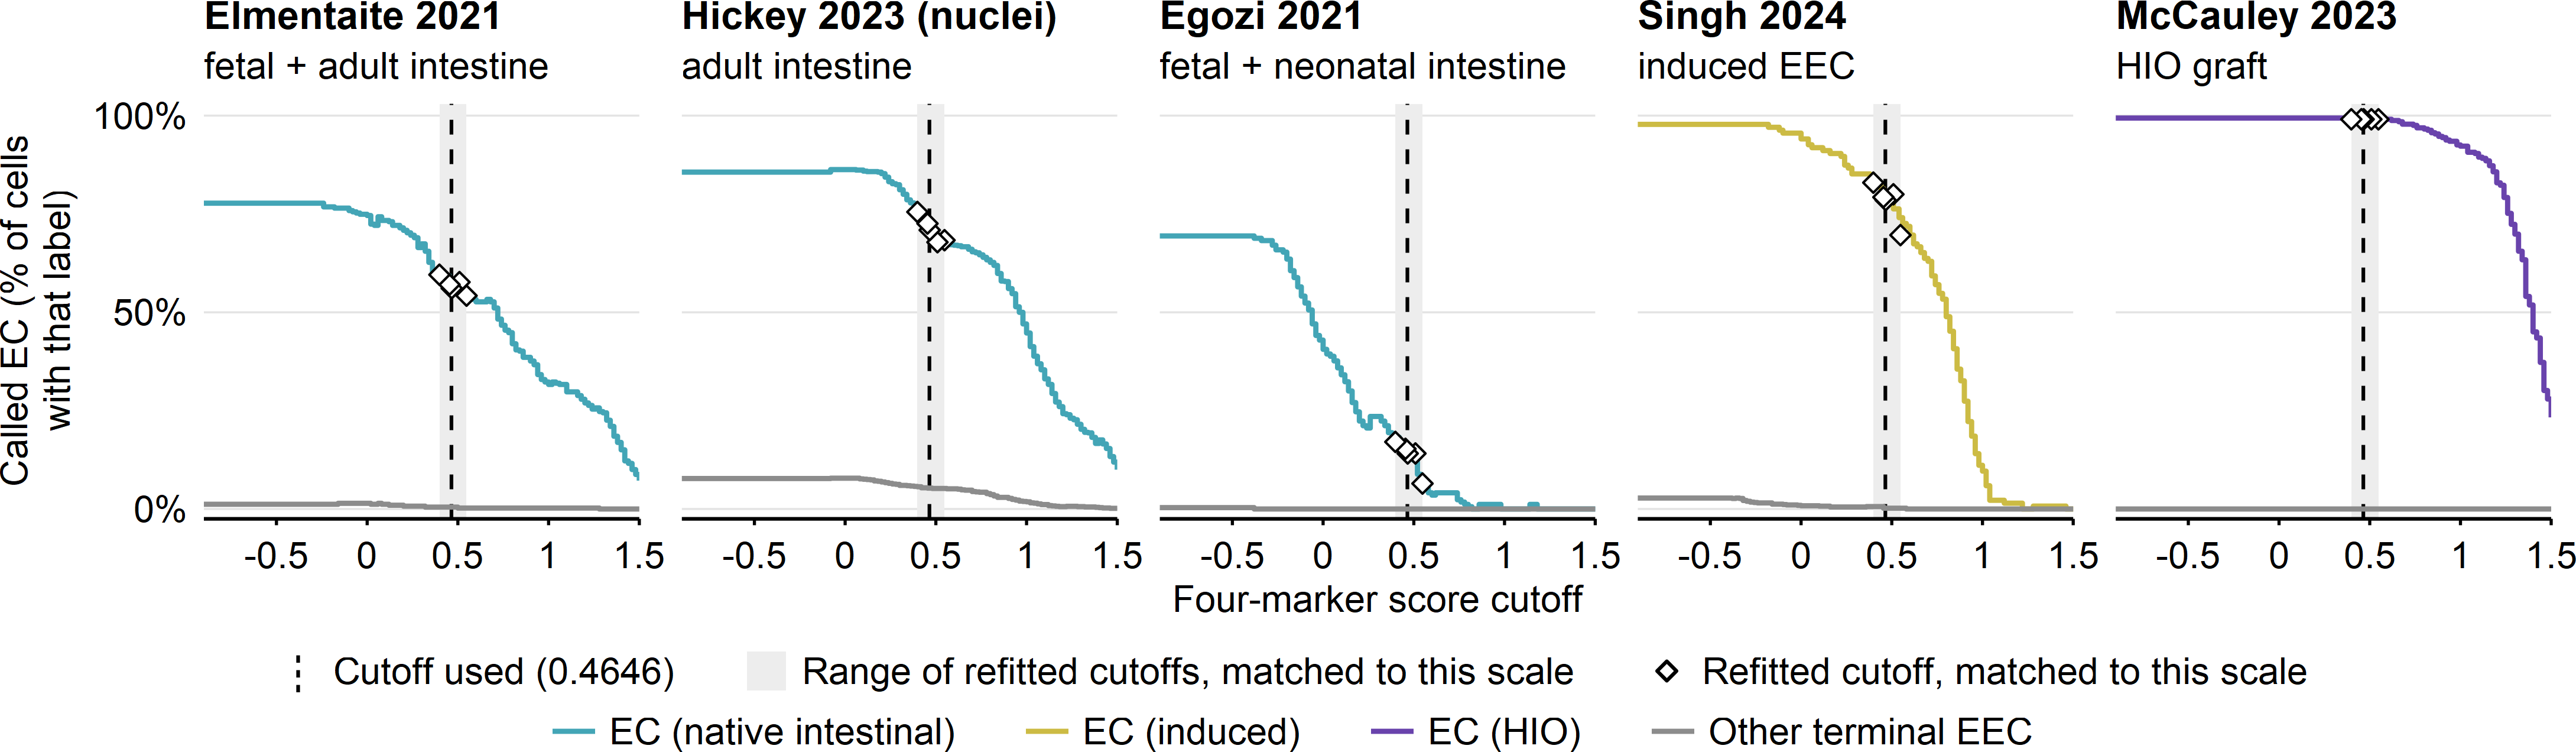 Elmentaite 2021
fetal + adult intestine
Hickey 2023 (nuclei)
adult intestine
Egozi 2021
fetal + neonatal intestine
Singh 2024
induced EEC
McCauley 2023
HIO graft
Called EC (% of cells
with that label)
100%
50%
0%
-0.5 0 0.5 1 1.5
-0.5 0 0.5 1 1.5
-0.5 0 0.5 1 1.5
-0.5 0 0.5 1 1.5
-0.5 0 0.5 1 1.5
Four-marker score cutoff
Cutoff used (0.4646)
Range of refitted cutoffs, matched to this scale
Refitted cutoff, matched to this scale
EC (native intestinal)
EC (induced)
EC (HIO)
Other terminal EEC